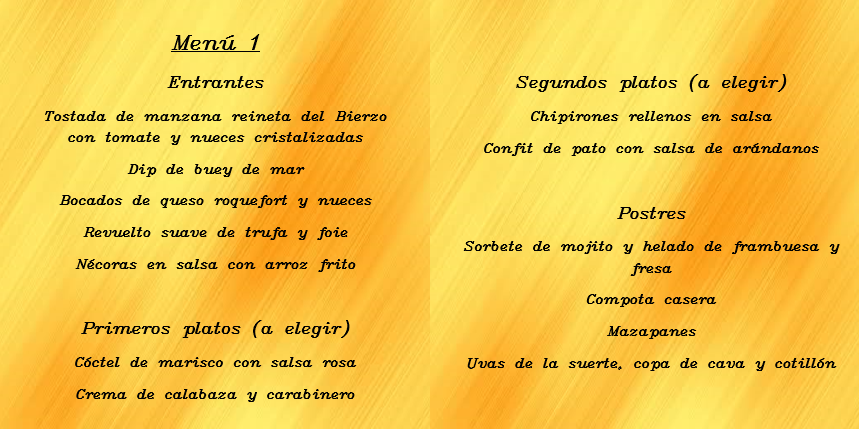 Menú 1
Entrantes
Tostada de manzana reineta del Bierzo
con tomate y nueces cristalizadas
Dip de buey de mar
Bocados de queso roquefort y nueces
Revuelto suave de trufa y foie
Nécoras en salsa con arroz frito
Primeros platos (a elegir)
Cóctel de marisco con salsa rosa
Crema de calabaza y carabinero
Segundos platos (a elegir)
Chipirones rellenos en salsa
Confit de pato con salsa de arándanos
Postres
Sorbete de mojito y helado de frambuesa y
fresa
Compota casera
Mazapanes
Uvas de la suerte, copa de cava y cotillón